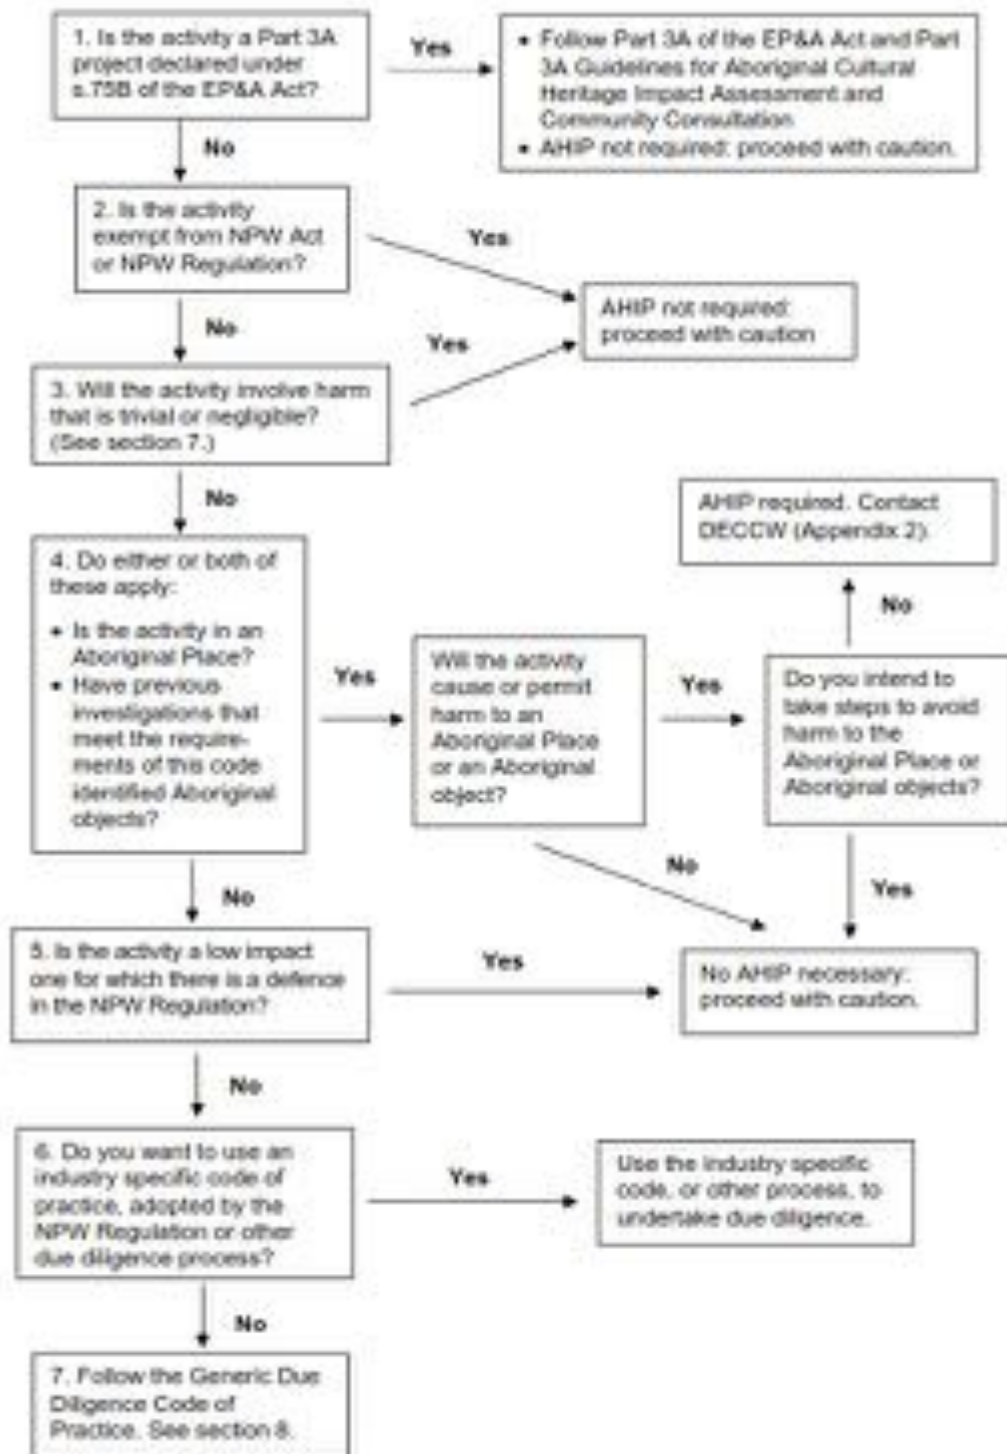 1. Is the activity a Part 3A
project declared under
s.75B of the EP&A Act?
Yes
• Follow Part 3A of the EP&A Act and Part
3A Guidelines for Aboriginal Cultural
Heritage Impact Assessment and
Community Consultation
• AHIP not required: proceed with caution.
No
2. Is the activity
exempt from NPW Act
or NPW Regulation?
Yes
AHIP not required:
proceed with caution
No
Yes
3. Will the activity involve harm
that is trivial or negligible?
(See section 7.)
No
4. Do either or both of
these apply:
• Is the activity in an
Aboriginal Place?
• Have previous
investigations that
meet the require-
ments of this code
identified Aboriginal
objects?
Yes
Will the activity
cause or permit
harm to an
Aboriginal Place
or an Aboriginal
object?
Yes
Do you intend to
take steps to avoid
harm to the
Aboriginal Place or
Aboriginal objects?
No
AHIP required. Contact
DECCW (Appendix 2).
No
Yes
No AHIP necessary:
proceed with caution.
No
5. Is the activity a low impact
one for which there is a defence
in the NPW Regulation?
Yes
No
6. Do you want to use an
industry specific code of
practice, adopted by the
NPW Regulation or other
due diligence process?
Yes
Use the industry specific
code, or other process, to
undertake due diligence.
No
7. Follow the Generic Due
Diligence Code of
Practice. See section 8.